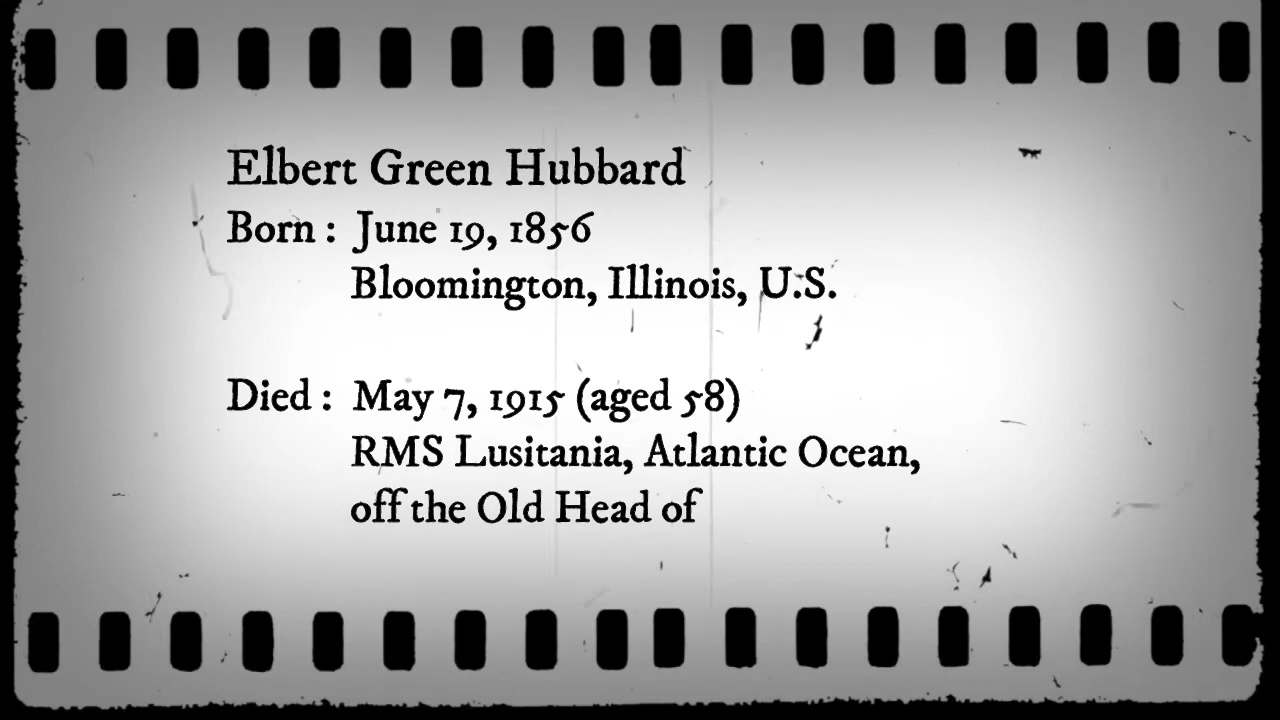 Elbert Green Hubbard
Born : June 19, 1856
Bloomington, Illinois, U.S.
Died : May 7, 1915 (aged 58)
RMS Lusitania, Atlantic Ocean,
off the Old Head of